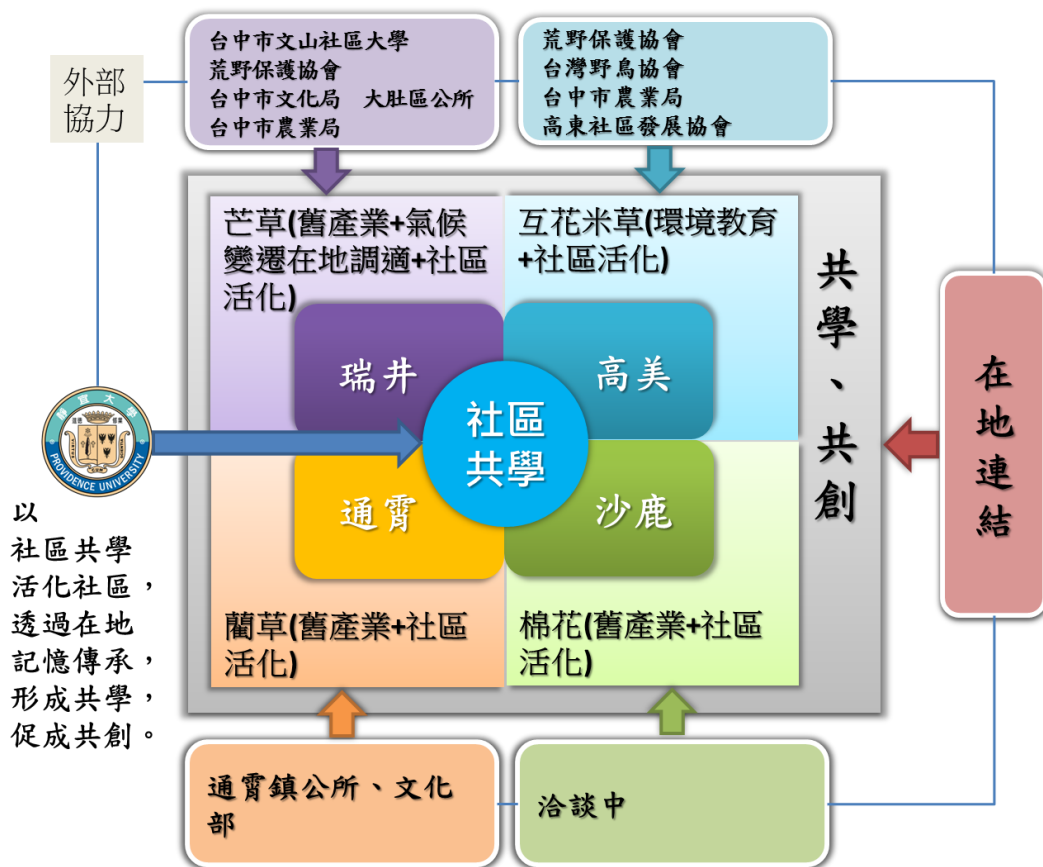 台中市文山社區大學
荒野保護協會
台中市文化局　大肚區公所
台中市農業局
荒野保護協會
台灣野鳥協會
台中市農業局
高東社區發展協會
外部
協力
芒草(舊產業+氣候
變遷在地調適+社區
活化)
互花米草(環境教育
+社區活化)
瑞井
高美
社區
共學
通霄
沙鹿
藺草(舊產業+社區
活化)
棉花(舊產業+社區
活化)
共學、共創
在地連結
靜宜大學
PROVIDENCE UNIVERSITY
以
社區共學
活化社區，
透過在地
記憶傳承，
形成共學，
促成共創。
通霄鎮公所、文化
部
洽談中